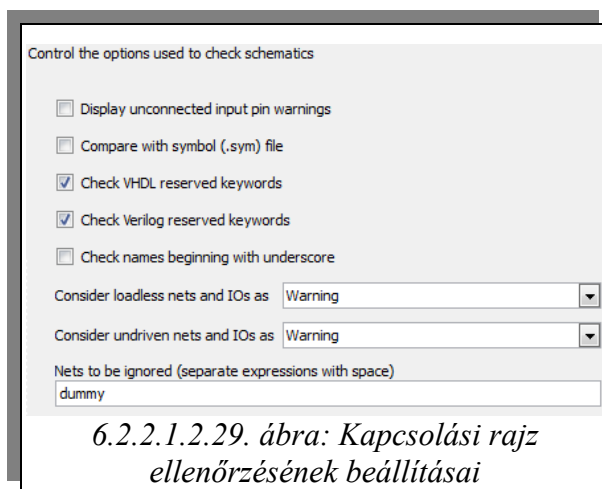 Control the options used to check schematics
Display unconnected input pin warnings
Compare with symbol (.sym) file
Check VHDL reserved keywords
Check Verilog reserved keywords
Check names beginning with underscore
Consider loadless nets and IOs as Warning
Consider undriven nets and IOs as Warning
Nets to be ignored (separate expressions with space)
dummy
6.2.2.1.2.29. ábra: Kapcsolási rajz
ellenőrzésének beállításai